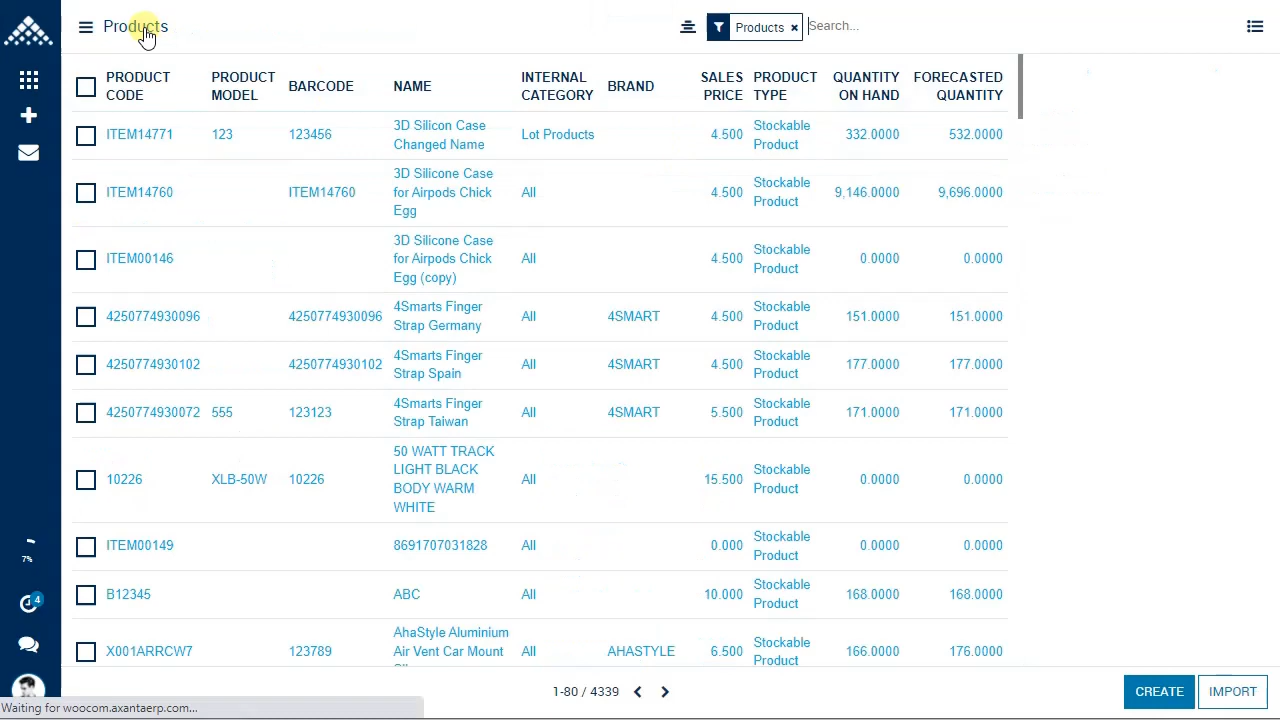 Products
Products ×
Search...
PRODUCT CODE
PRODUCT MODEL
BARCODE
NAME
INTERNAL CATEGORY
BRAND
SALES PRICE
PRODUCT TYPE
QUANTITY ON HAND
FORECASTED QUANTITY
ITEM14771 123 123456 3D Silicon Case Changed Name Lot Products 4.500 Stockable Product 332.0000 532.0000
ITEM14760 ITEM14760 3D Silicone Case for Airpods Chick Egg All 4.500 Stockable Product 9,146.0000 9,696.0000
ITEM00146 3D Silicone Case for Airpods Chick Egg (copy) All 4.500 Stockable Product 0.0000 0.0000
4250774930096 4250774930096 4Smarts Finger Strap Germany All 4SMART 4.500 Stockable Product 151.0000 151.0000
4250774930102 4250774930102 4Smarts Finger Strap Spain All 4SMART 4.500 Stockable Product 177.0000 177.0000
4250774930072 555 123123 4Smarts Finger Strap Taiwan All 4SMART 5.500 Stockable Product 171.0000 171.0000
10226 XLB-50W 10226 50 WATT TRACK LIGHT BLACK BODY WARM WHITE All 15.500 Stockable Product 0.0000 0.0000
ITEM00149 8691707031828 All 0.000 Stockable Product 0.0000 0.0000
B12345 ABC All 10.000 Stockable Product 168.0000 168.0000
X001ARRCW7 123789 AhaStyle Aluminium Air Vent Car Mount All AHASTYLE 6.500 Stockable Product 166.0000 176.0000
7%
4
1-80 / 4339
CREATE
IMPORT
Waiting for woocom.axantaerp.com...